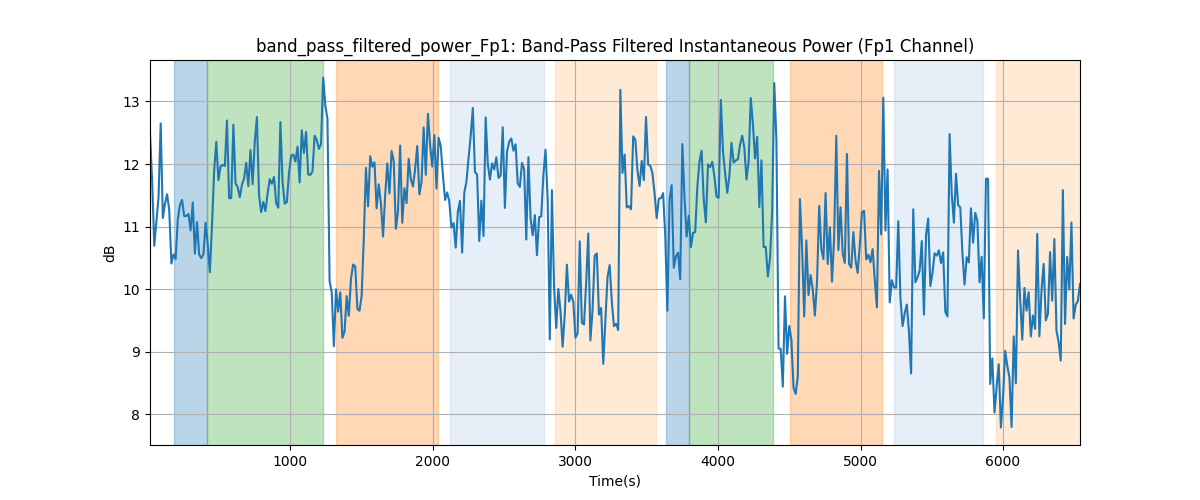 band_pass_filtered_power_Fp1: Band-Pass Filtered Instantaneous Power (Fp1 Channel)
13
12
11
10
9
8
dB
1000 2000 3000 4000 5000 6000
Time(s)